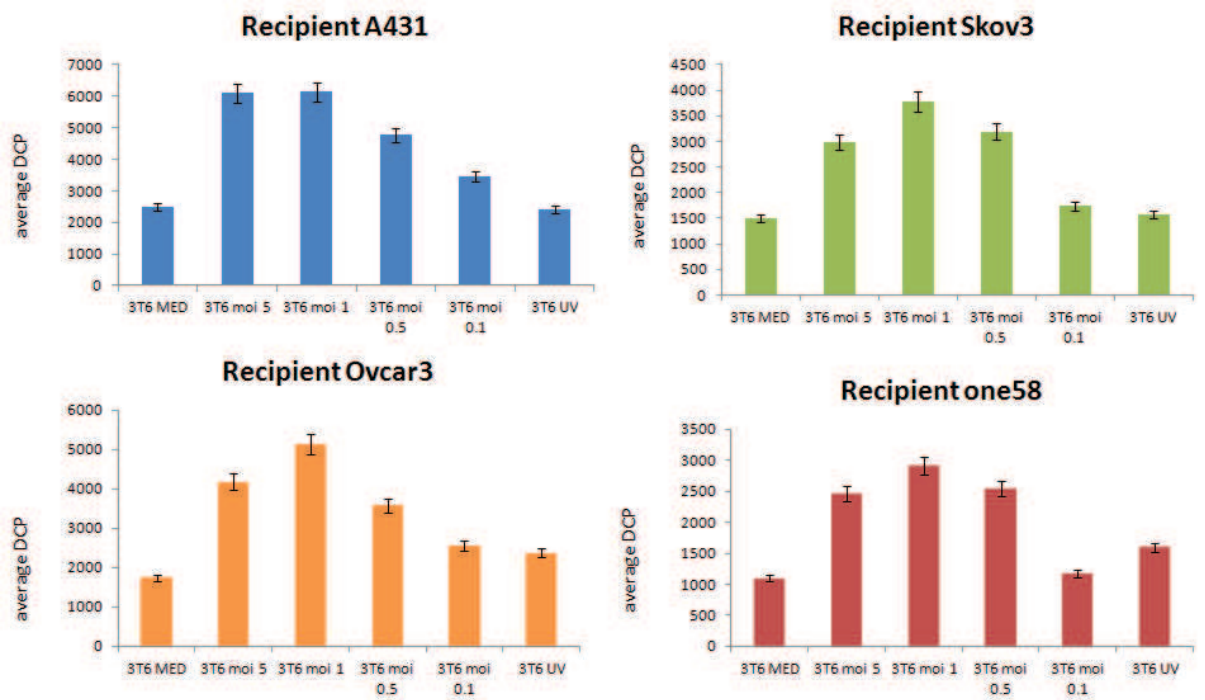 Recipient A431
7000
6000
5000
4000
3000
2000
1000
0
average DCP
3T6 MED
3T6 moi 5
3T6 moi 1
3T6 moi
0.5
3T6 moi
0.1
3T6 UV
Recipient Skov3
4500
4000
3500
3000
2500
2000
1500
1000
500
0
average DCP
3T6 MED
3T6 moi 5
3T6 moi 1
3T6 moi
0.5
3T6 moi
0.1
3T6 UV
Recipient Ovcar3
6000
5000
4000
3000
2000
1000
0
average DCP
3T6 MED
3T6 moi 5
3T6 moi 1
3T6 moi
0.5
3T6 moi
0.1
3T6 UV
Recipient one58
3500
3000
2500
2000
1500
1000
500
0
average DCP
3T6 MED
3T6 moi 5
3T6 moi 1
3T6 moi
0.5
3T6 moi
0.1
3T6 UV